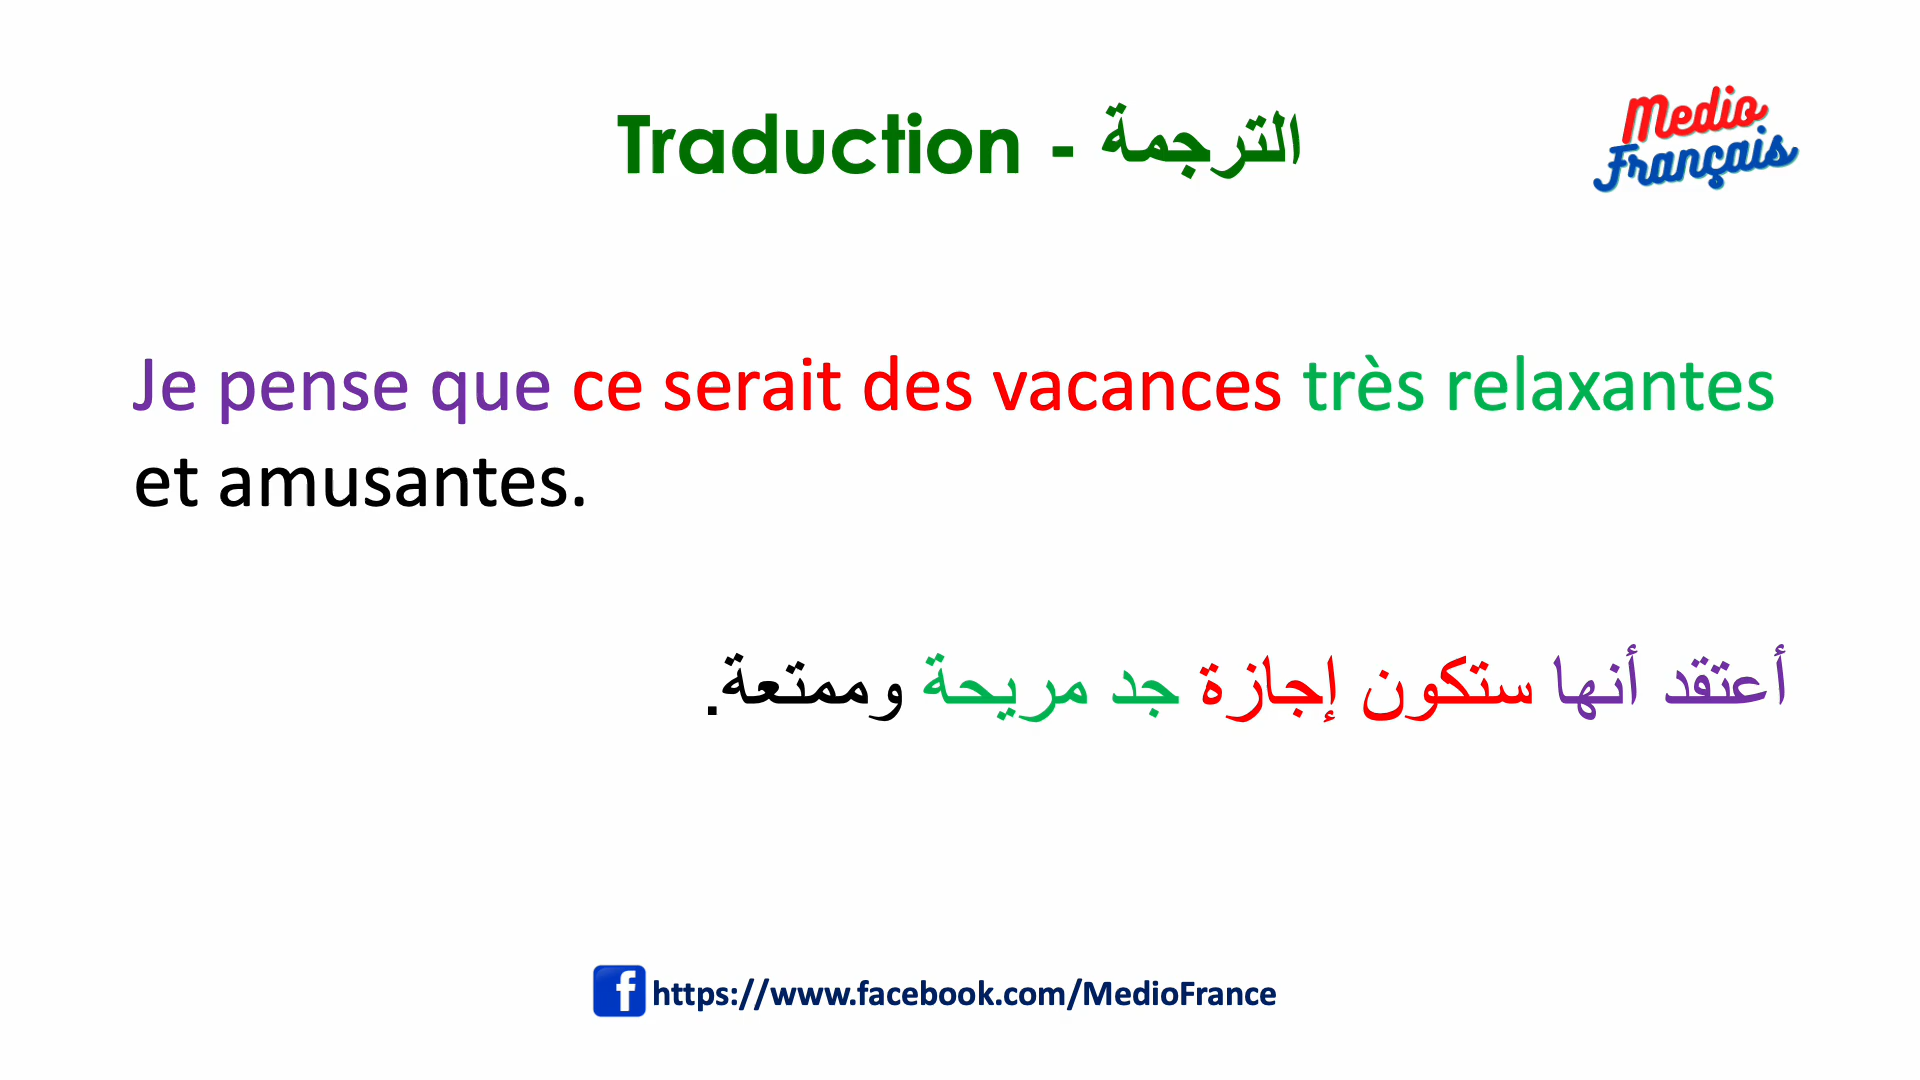 Traduction - الترجمة
Medio
Français
Je pense que ce serait des vacances très relaxantes
et amusantes.
أعتقد أنها ستكون إجازة جد مريحة وممتعة.
https://www.facebook.com/MedioFrance